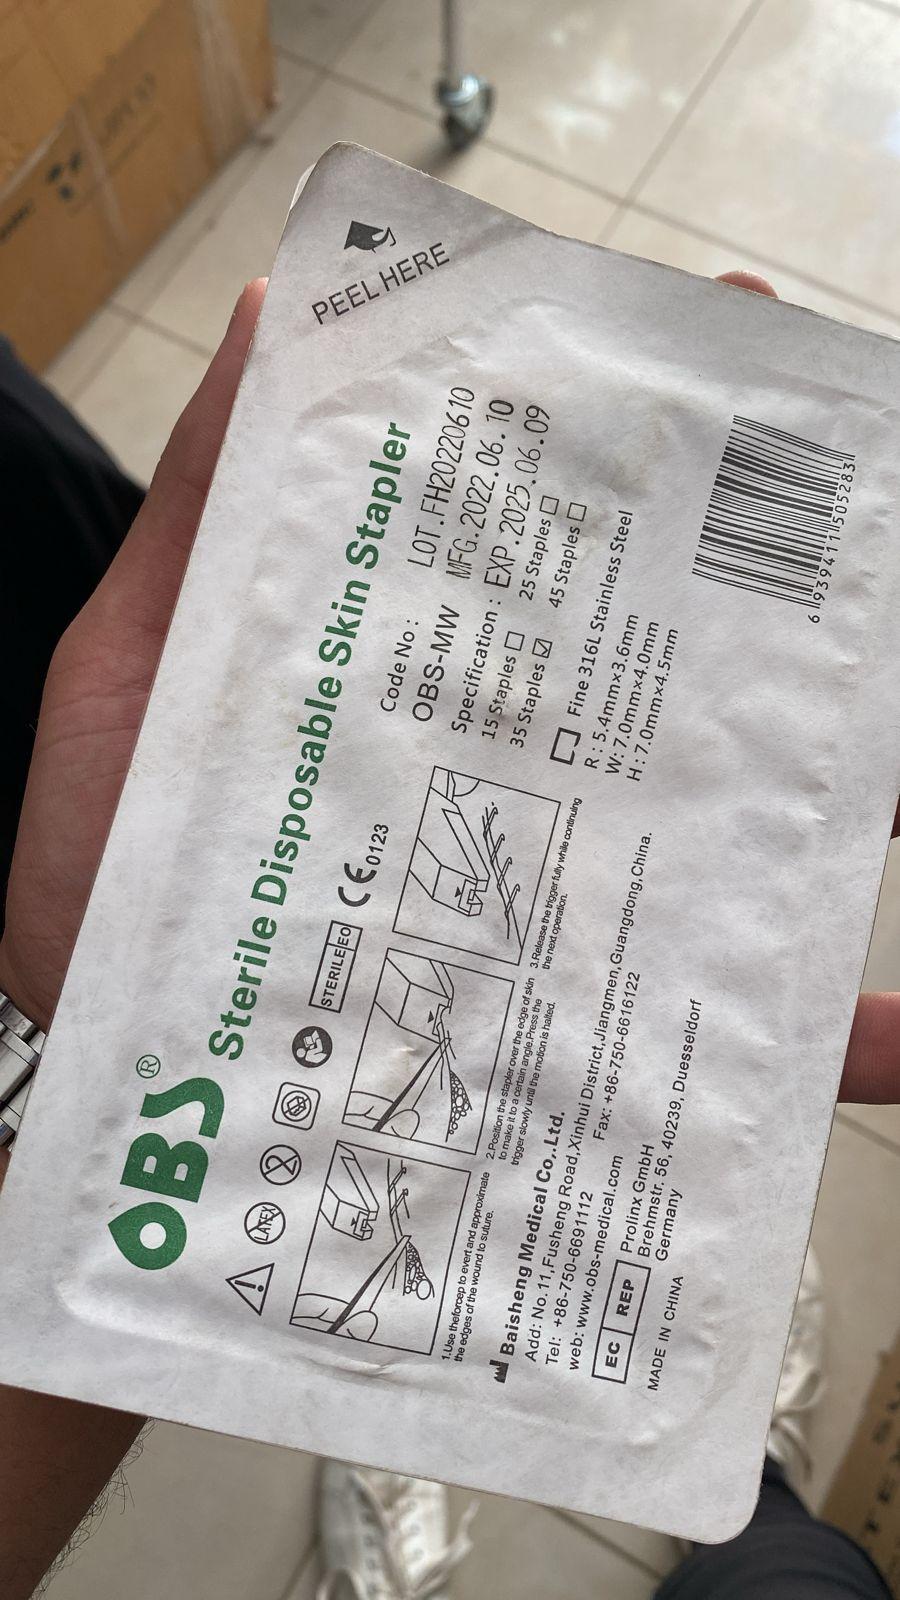 PEEL HERE
OBS®
Sterile Disposable Skin Stapler
LATEX
2
STERILE EO
CE 0123
Code No :
OBS-MW
LOT.FH20220610
MFG.2022.06.10
EXP.2025.06.09
Specification :
15 Staples ☐ 25 Staples ☐
35 Staples ☑ 45 Staples ☐
☐ Fine 316L Stainless Steel
R : 5.4mm×3.6mm
W: 7.0mm×4.0mm
H : 7.0mm×4.5mm
6 939411 505283
1.Use theforcep to evert and approximate
the edges of the wound to suture.
2.Position the stapler over the edge of skin
to make it to a certain angle.Press the
trigger slowly until the motion is halted.
3.Release the trigger fully while continuing
the next operation.
Baisheng Medical Co,.Ltd.
Add: No.11,Fusheng Road,Xinhui District,Jiangmen,Guangdong,China.
Tel: +86-750-6691112 Fax: +86-750-6616122
web: www.obs-medical.com
EC REP
Prolinx GmbH
Brehmstr. 56, 40239, Duesseldorf
Germany
MADE IN CHINA